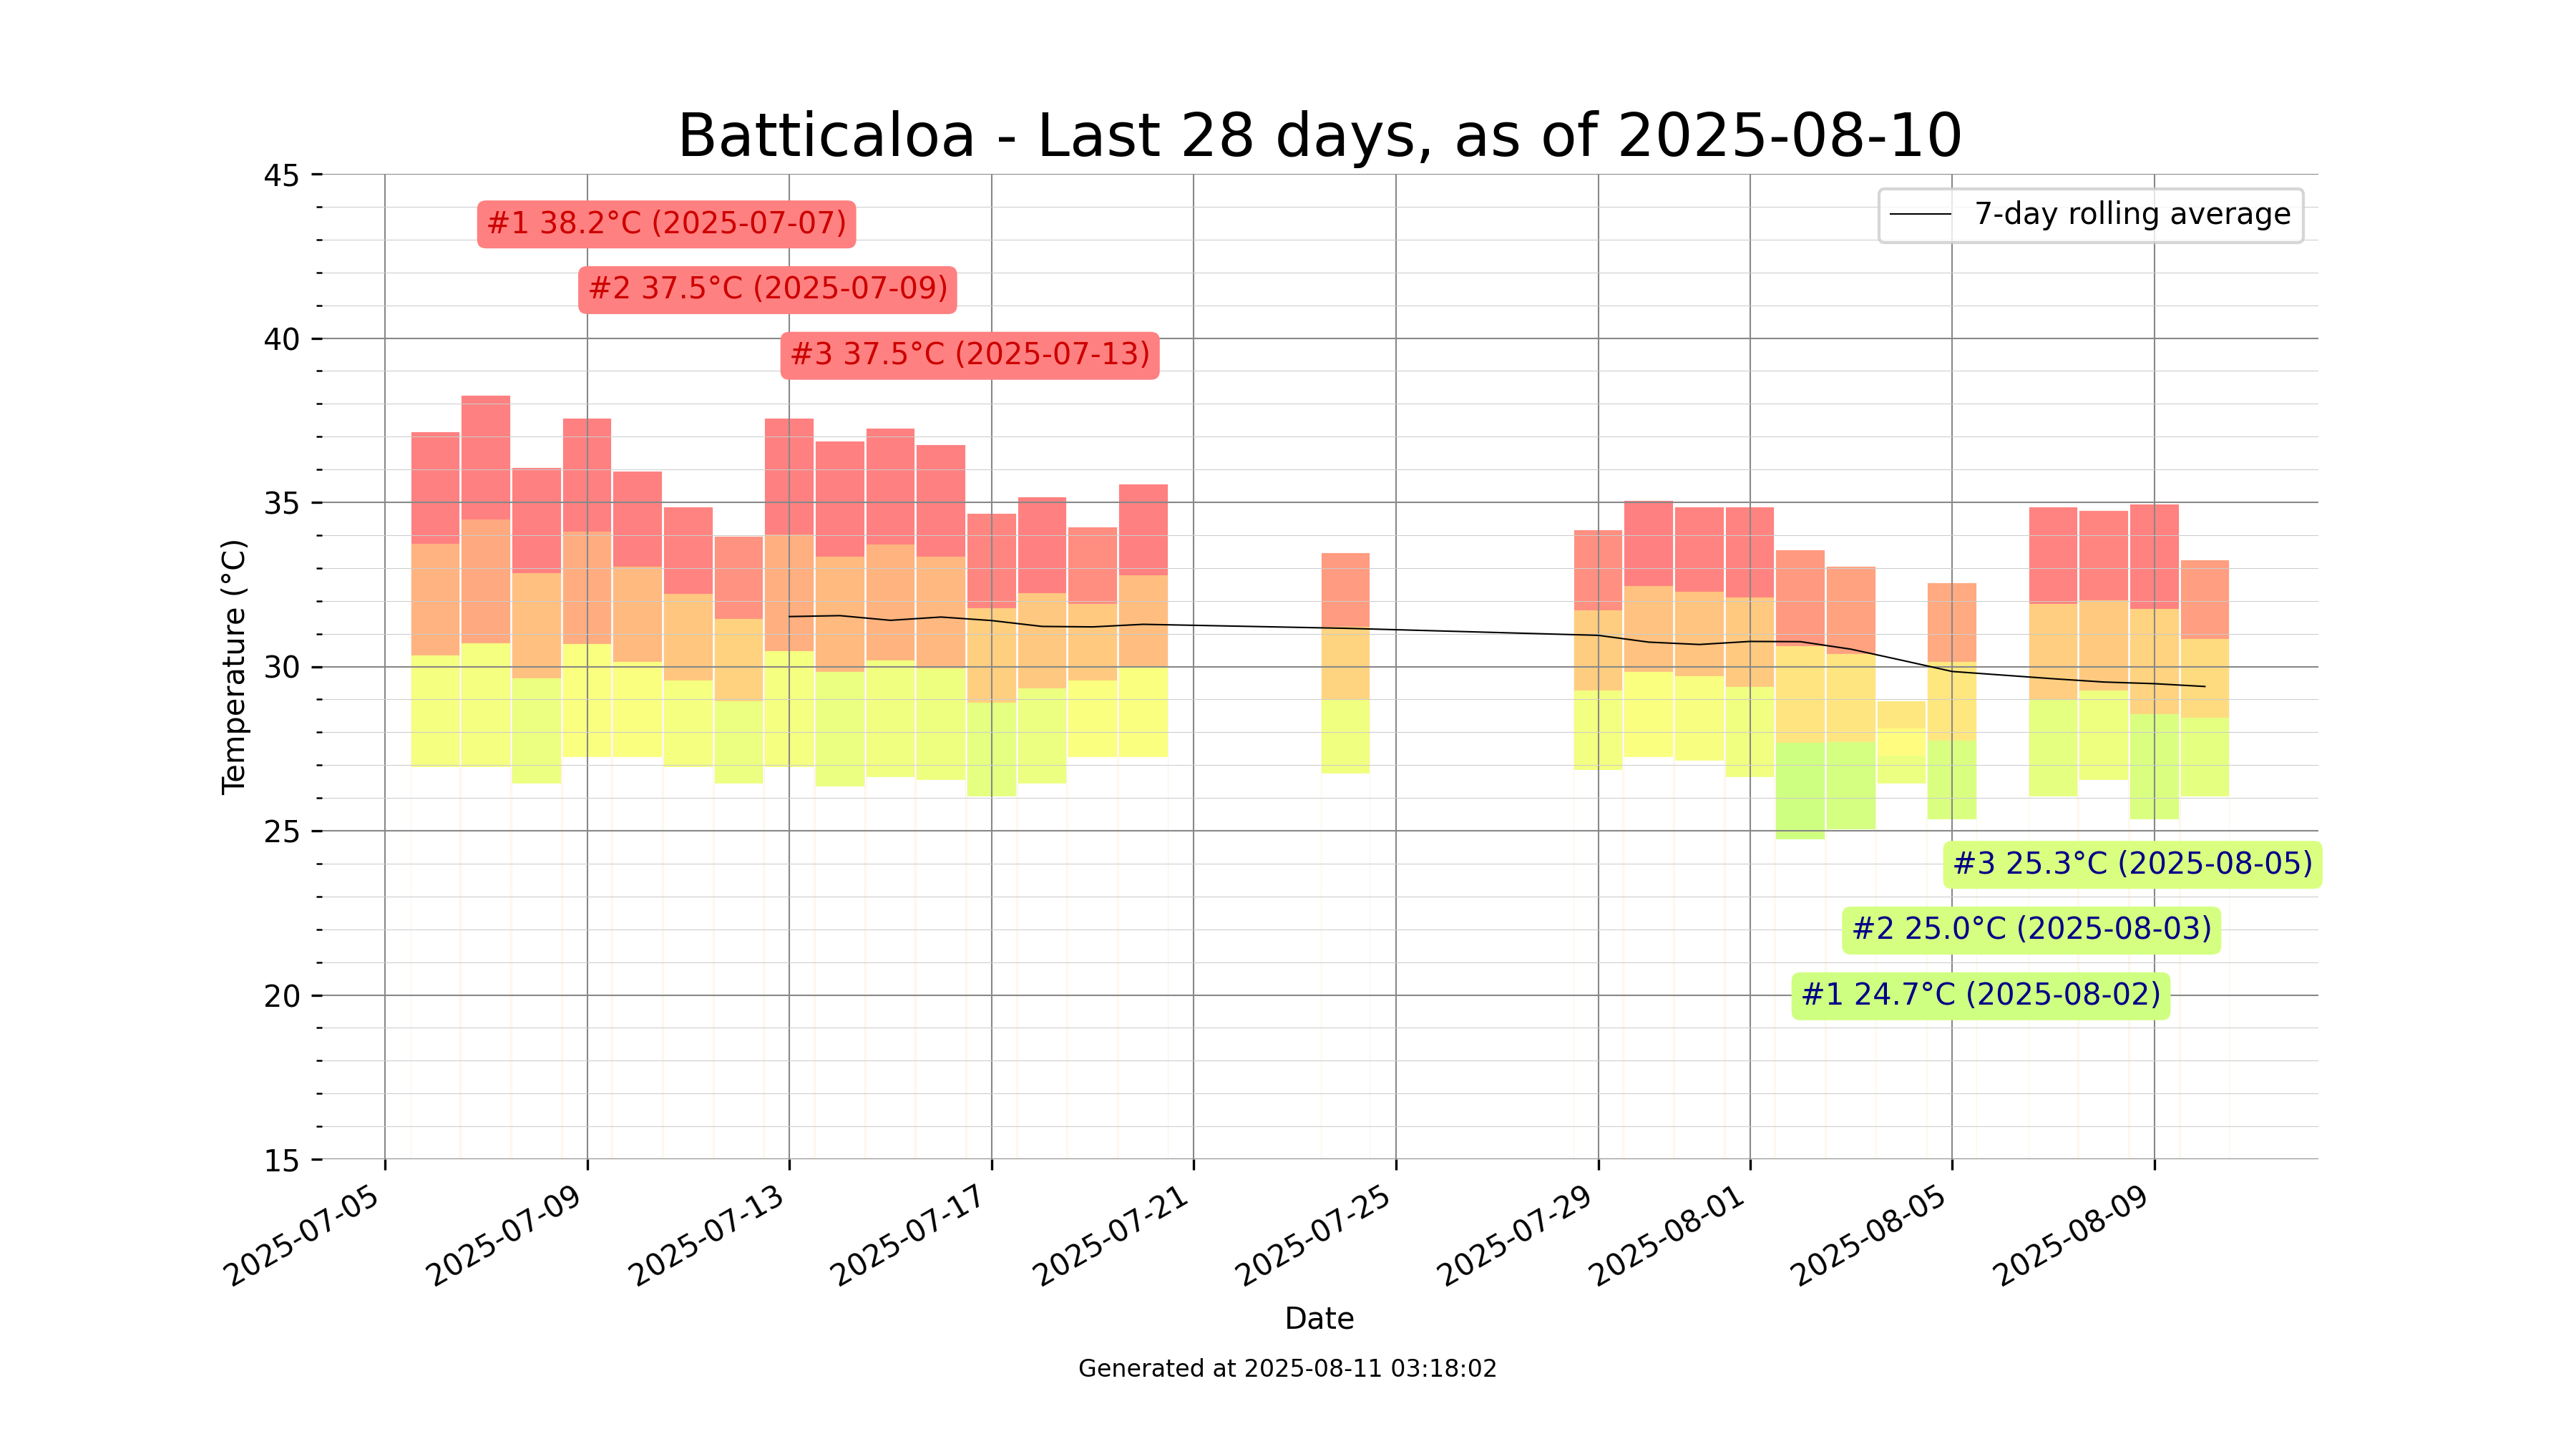 Batticaloa - Last 28 days, as of 2025-08-10
45
40
35
30
25
20
15
Temperature (°C)
7-day rolling average
#1 38.2°C (2025-07-07)
#2 37.5°C (2025-07-09)
#3 37.5°C (2025-07-13)
#3 25.3°C (2025-08-05)
#2 25.0°C (2025-08-03)
#1 24.7°C (2025-08-02)
2025-07-05
2025-07-09
2025-07-13
2025-07-17
2025-07-21
2025-07-25
2025-07-29
2025-08-01
2025-08-05
2025-08-09
Date
Generated at 2025-08-11 03:18:02